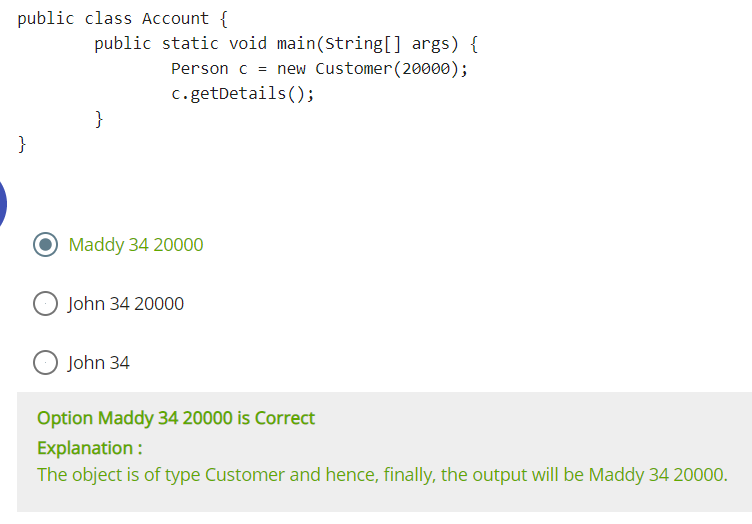 public class Account {
public static void main(String[] args) {
Person c = new Customer(20000);
c.getDetails();
}
}
Maddy 34 20000
John 34 20000
John 34
Option Maddy 34 20000 is Correct
Explanation :
The object is of type Customer and hence, finally, the output will be Maddy 34 20000.